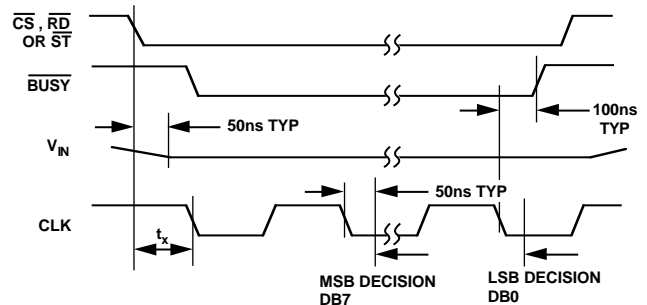 CS , RD
OR ST
BUSY
100ns
TYP
50ns TYP
VIN
50ns TYP
CLK
tx
MSB DECISION
DB7
LSB DECISION
DB0